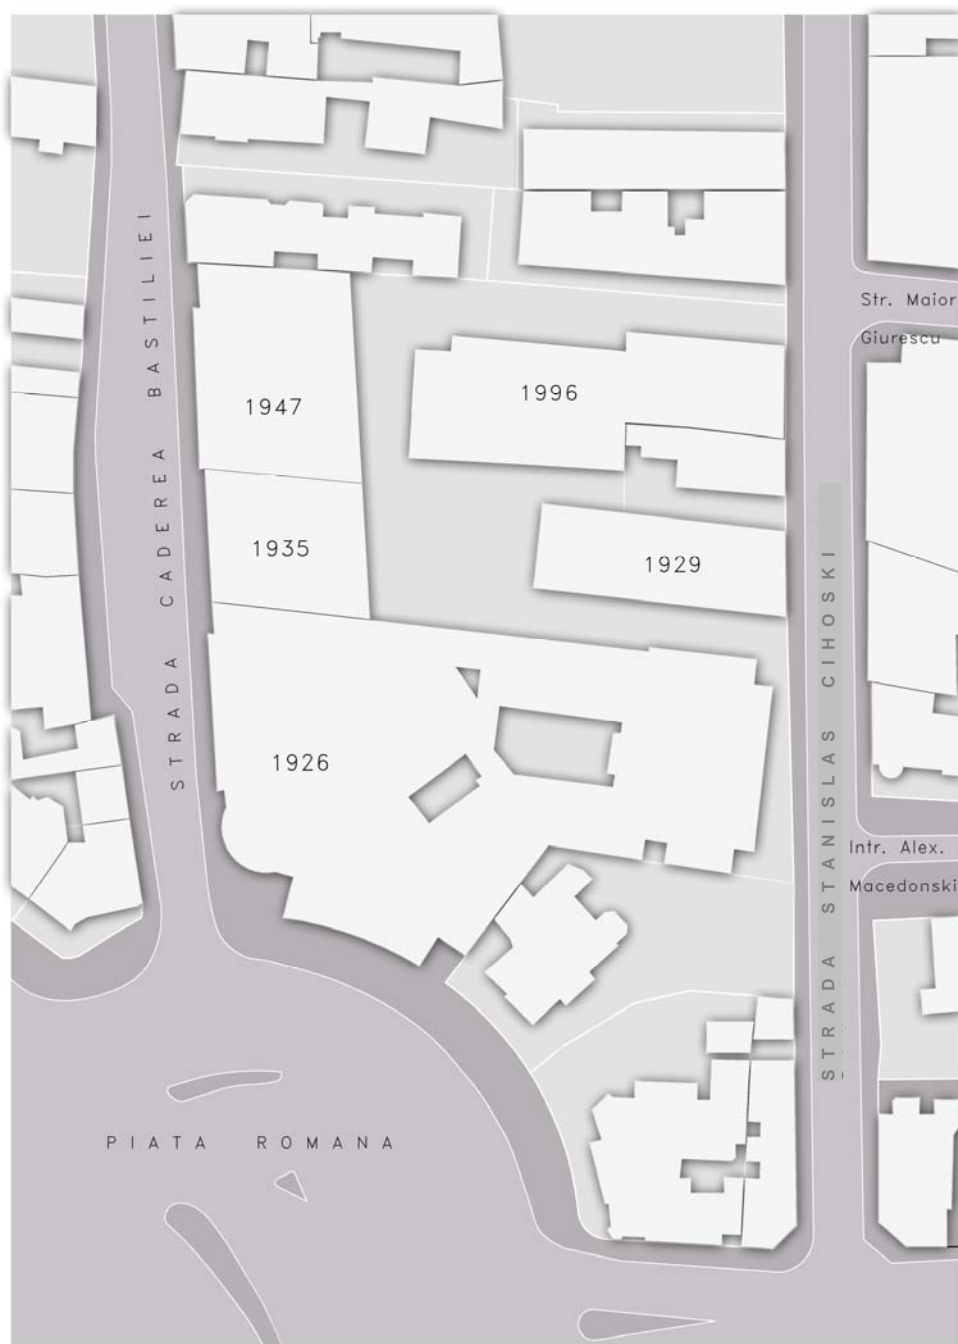 STRADA CADEREA BASTILIEI
Str. Maior
Giurescu
1947
1996
1935
1929
STRADA STANISLAS CIHOSKI
1926
Intr. Alex.
Macedonski
PIATA ROMANA